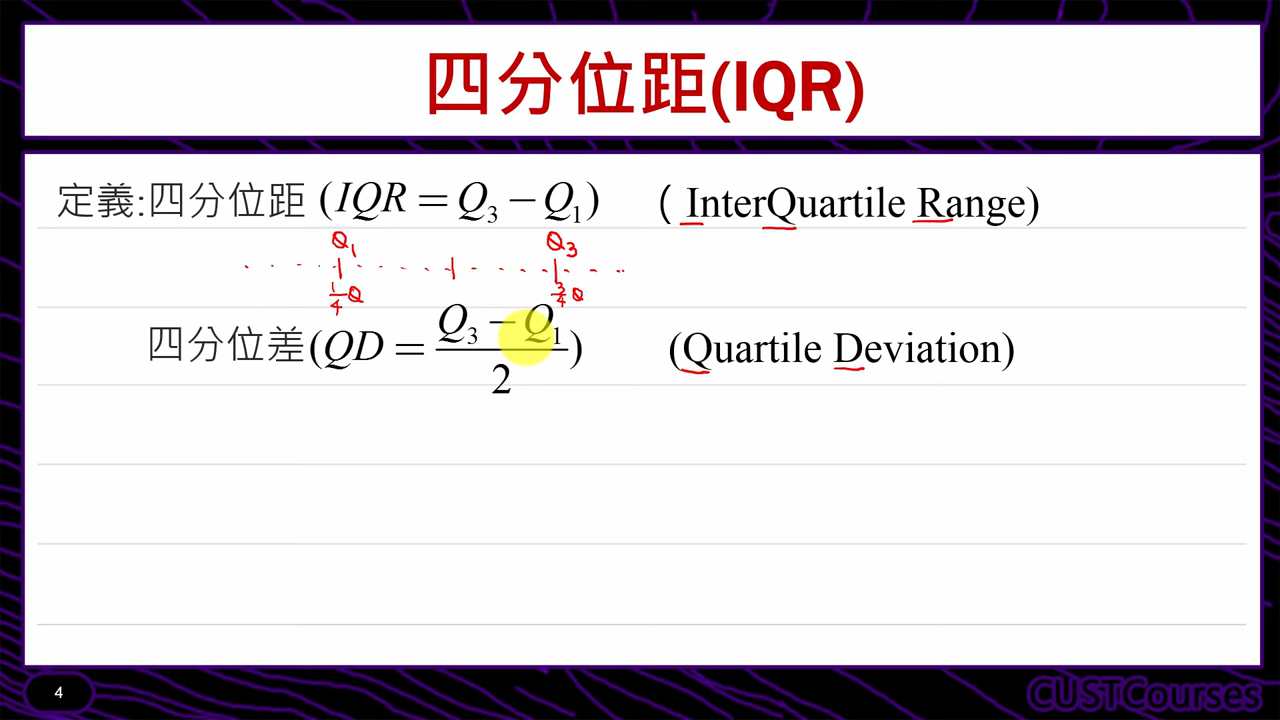 四分位距(IQR)
定義:四分位距 (IQR = Q₃ − Q₁) ( InterQuartile Range)
Q₁ Q₃
1/4 Q 3/4 Q
四分位差(QD = (Q₃ − Q₁)/2) (Quartile Deviation)
4
CUSTCourses